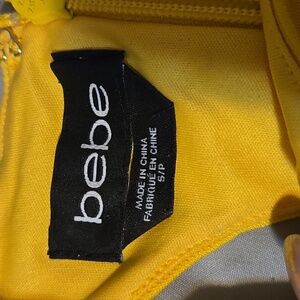 bebe
MADE IN CHINA
FABRIQUÉ EN CHINE
S/P